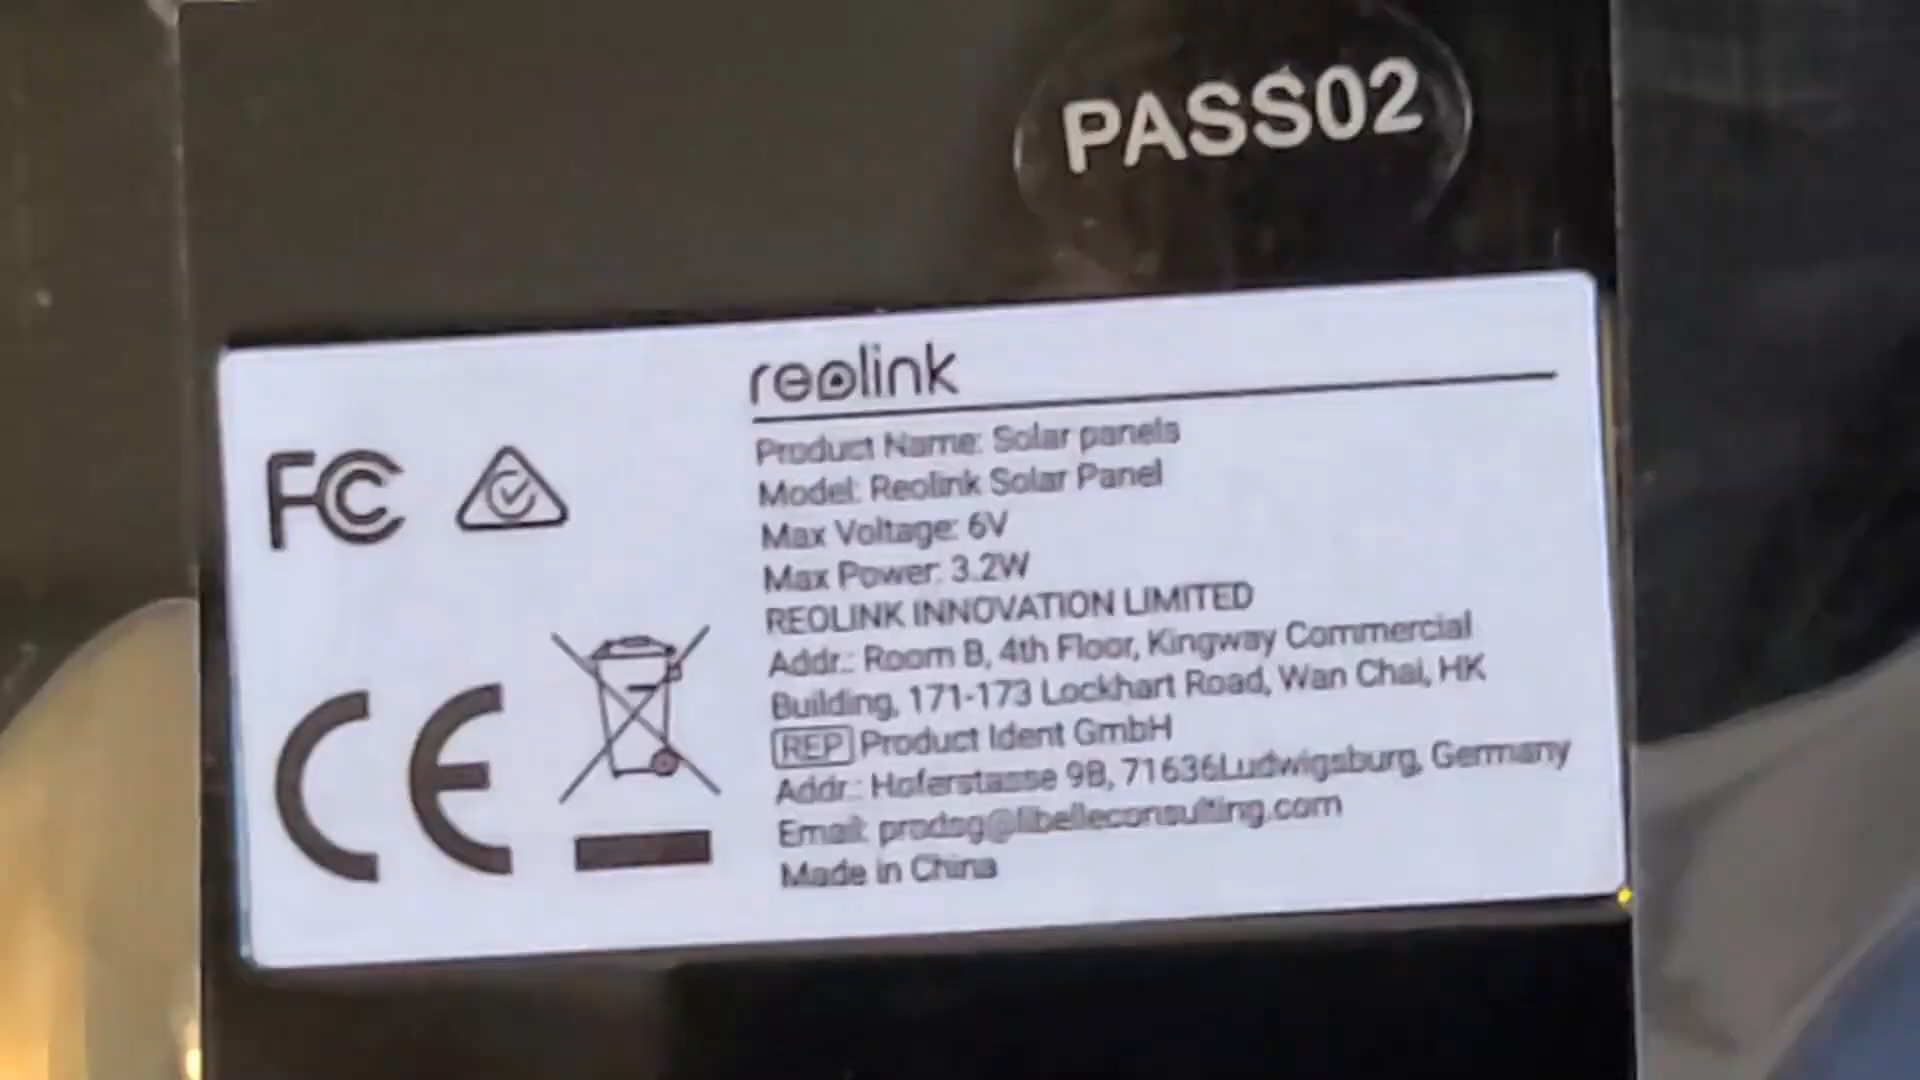 PASS02
reolink
FC
CE
Product Name: Solar panels
Model: Reolink Solar Panel
Max Voltage: 6V
Max Power: 3.2W
REOLINK INNOVATION LIMITED
Addr.: Room B, 4th Floor, Kingway Commercial
Building, 171-173 Lockhart Road, Wan Chai, HK
REP Product Ident GmbH
Addr.: Hoferstasse 9B, 71636Ludwigsburg, Germany
Email: prodsg@libelleconsulting.com
Made in China